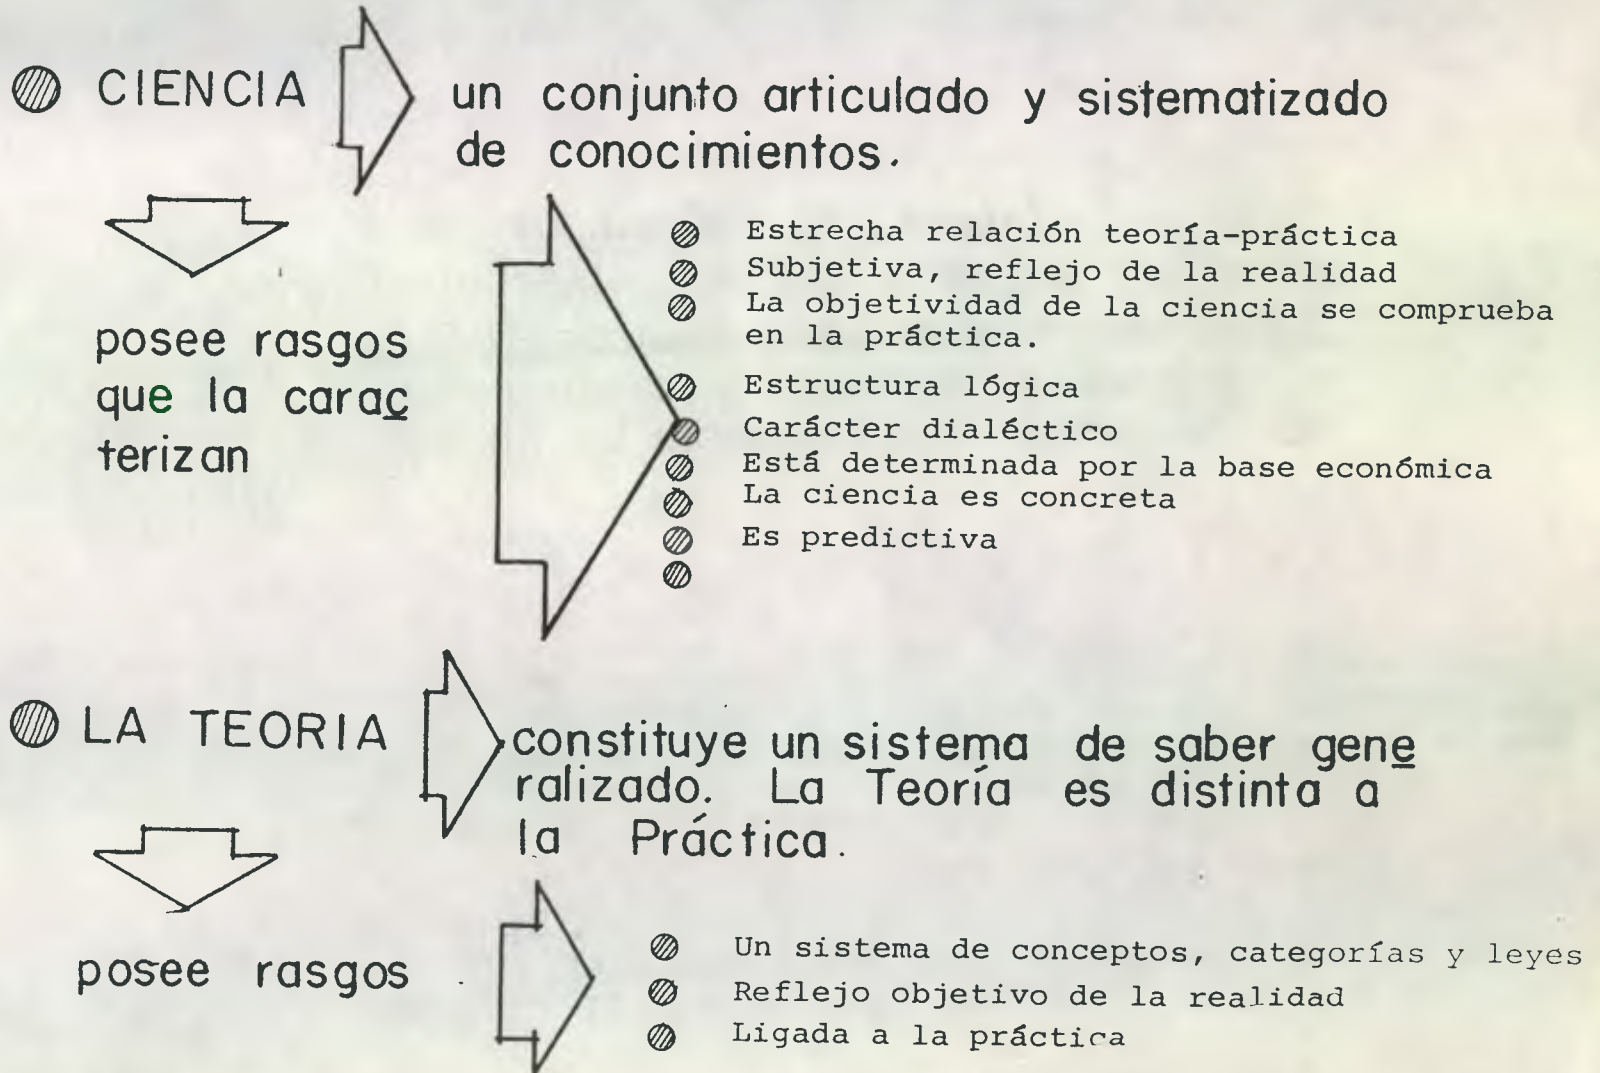 CIENCIA
un conjunto articulado y sistematizado
de conocimientos.
posee rasgos
que la carac
terizan
Estrecha relación teoría-práctica
Subjetiva, reflejo de la realidad
La objetividad de la ciencia se comprueba
en la práctica.
Estructura lógica
Carácter dialéctico
Está determinada por la base económica
La ciencia es concreta
Es predictiva
LA TEORIA
constituye un sistema de saber gene
ralizado. La Teoría es distinta a
la Práctica.
posee rasgos
Un sistema de conceptos, categorías y leyes
Reflejo objetivo de la realidad
Ligada a la práctica